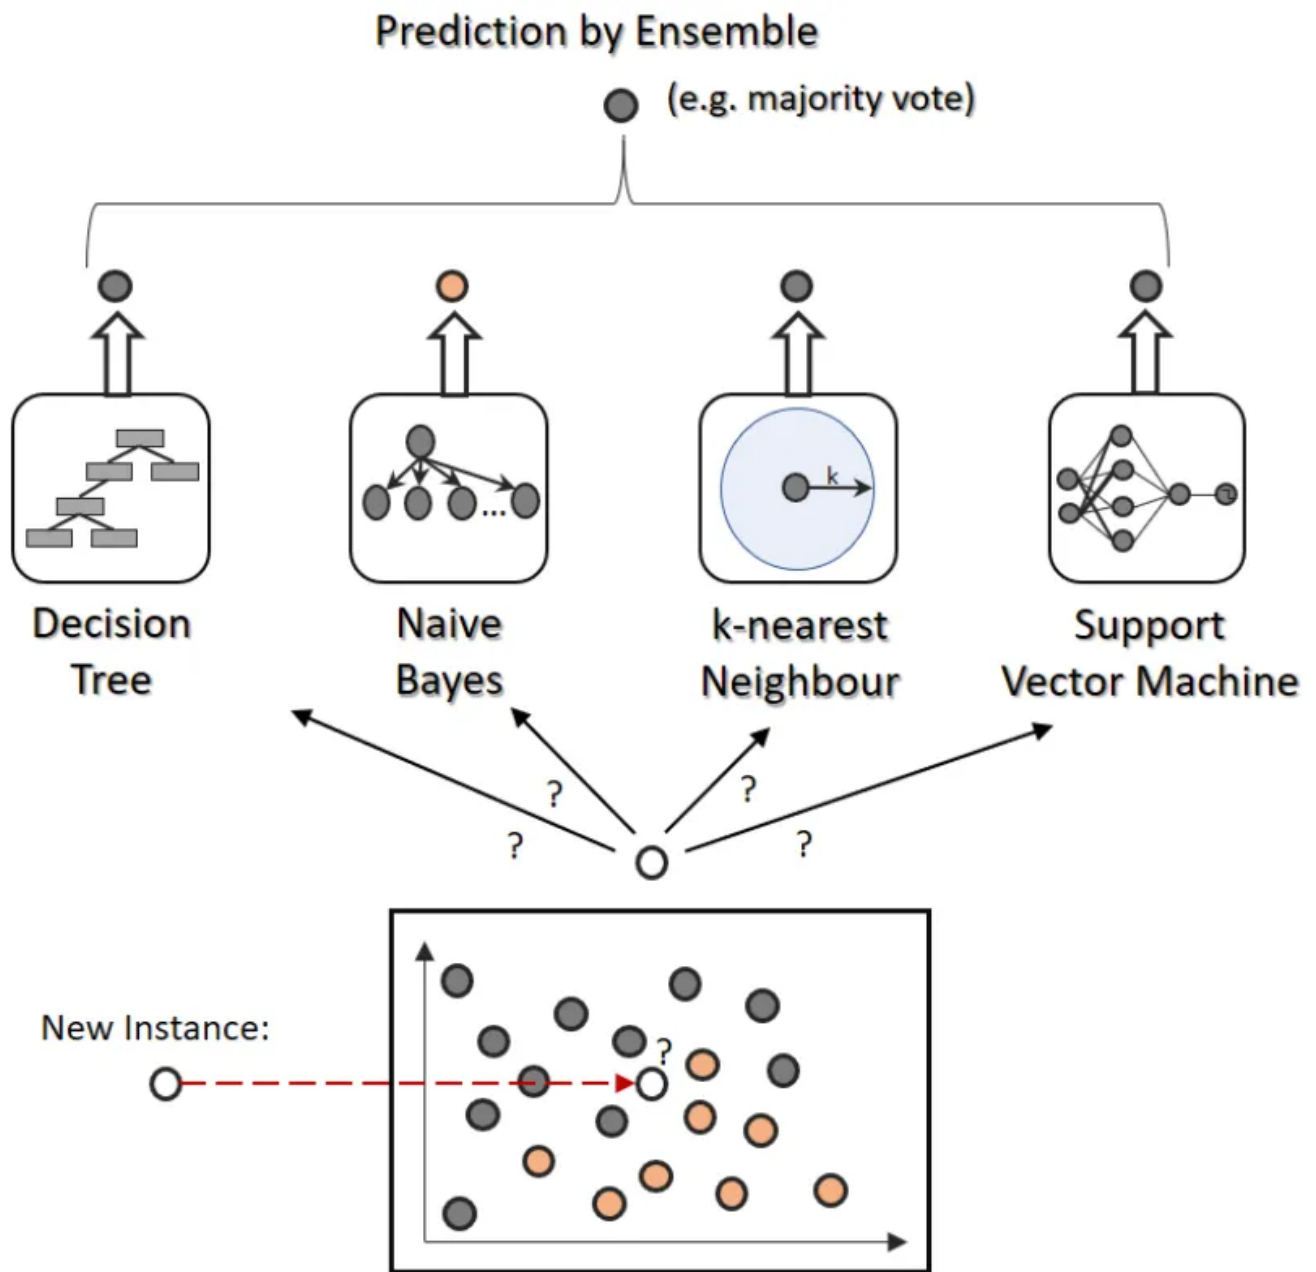 Prediction by Ensemble
(e.g. majority vote)
...
k
Decision
Tree
Naive
Bayes
k-nearest
Neighbour
Support
Vector Machine
?
?
?
?
New Instance:
?